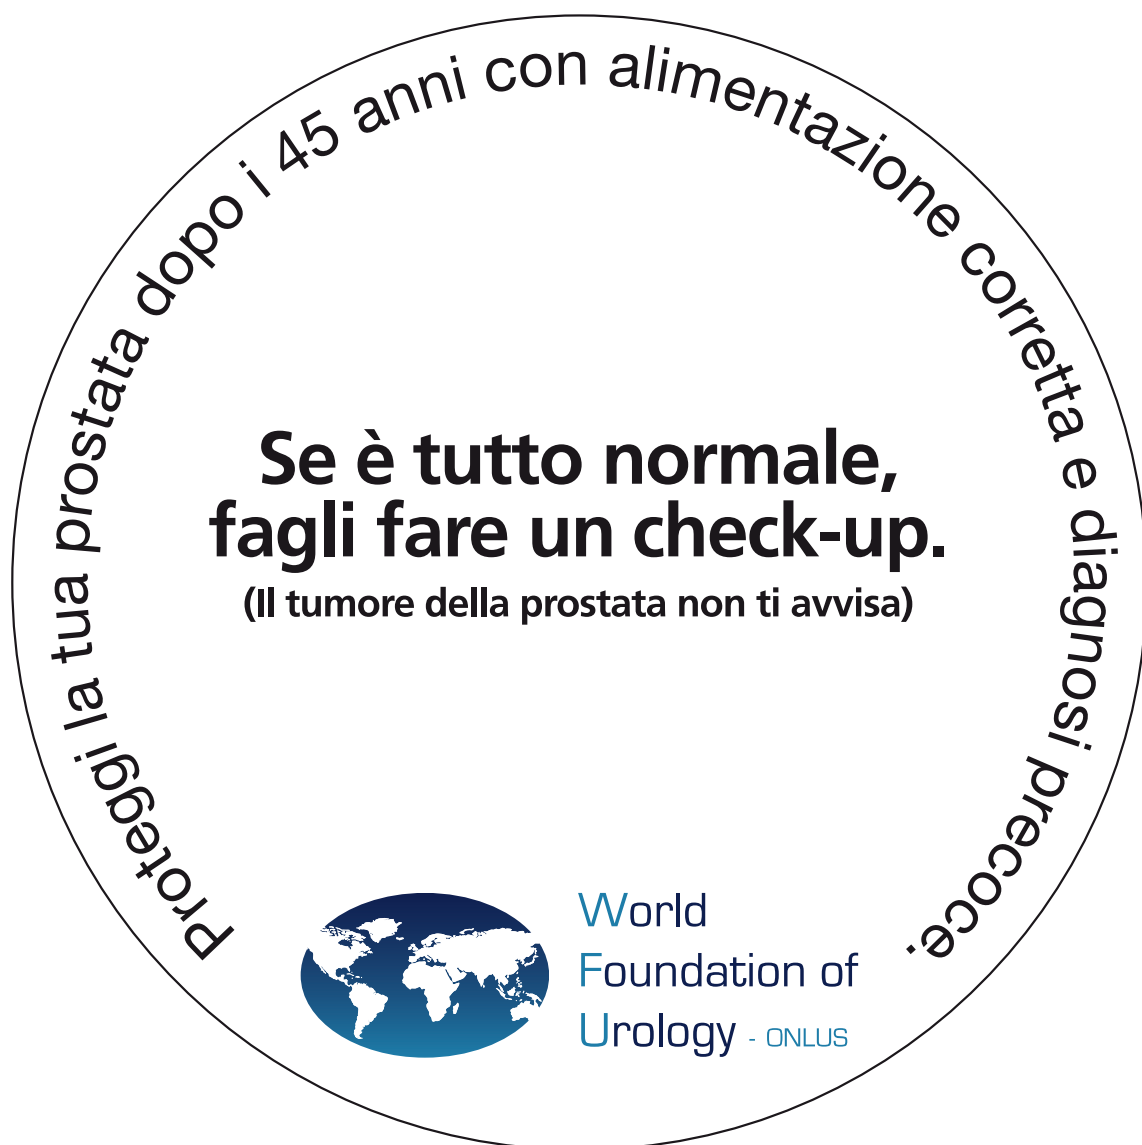 Proteggi la tua prostata dopo i 45 anni con alimentazione corretta e diagnosi precoce.
Se è tutto normale,
fagli fare un check-up.
(Il tumore della prostata non ti avvisa)
World
Foundation of
Urology - ONLUS